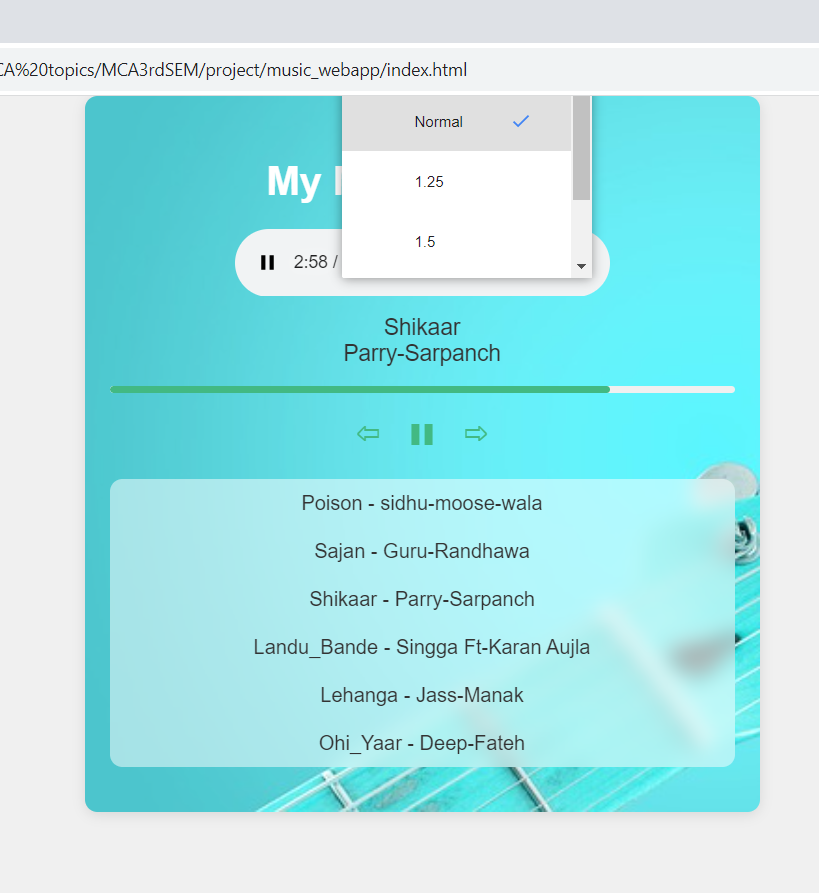 CA%20topics/MCA3rdSEM/project/music_webapp/index.html
Normal
1.25
1.5
My
2:58 /
Shikaar
Parry-Sarpanch
Poison - sidhu-moose-wala
Sajan - Guru-Randhawa
Shikaar - Parry-Sarpanch
Landu_Bande - Singga Ft-Karan Aujla
Lehanga - Jass-Manak
Ohi_Yaar - Deep-Fateh